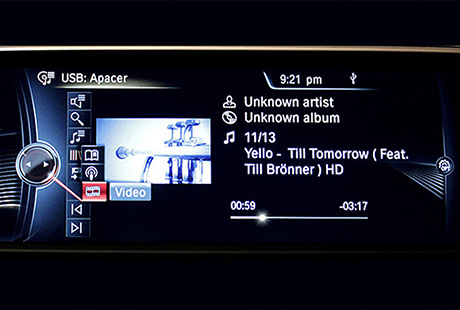 USB: Apacer
9:21 pm
Unknown artist
Unknown album
11/13
Yello - Till Tomorrow ( Feat.
Till Brönner ) HD
Video
00:59
-03:17